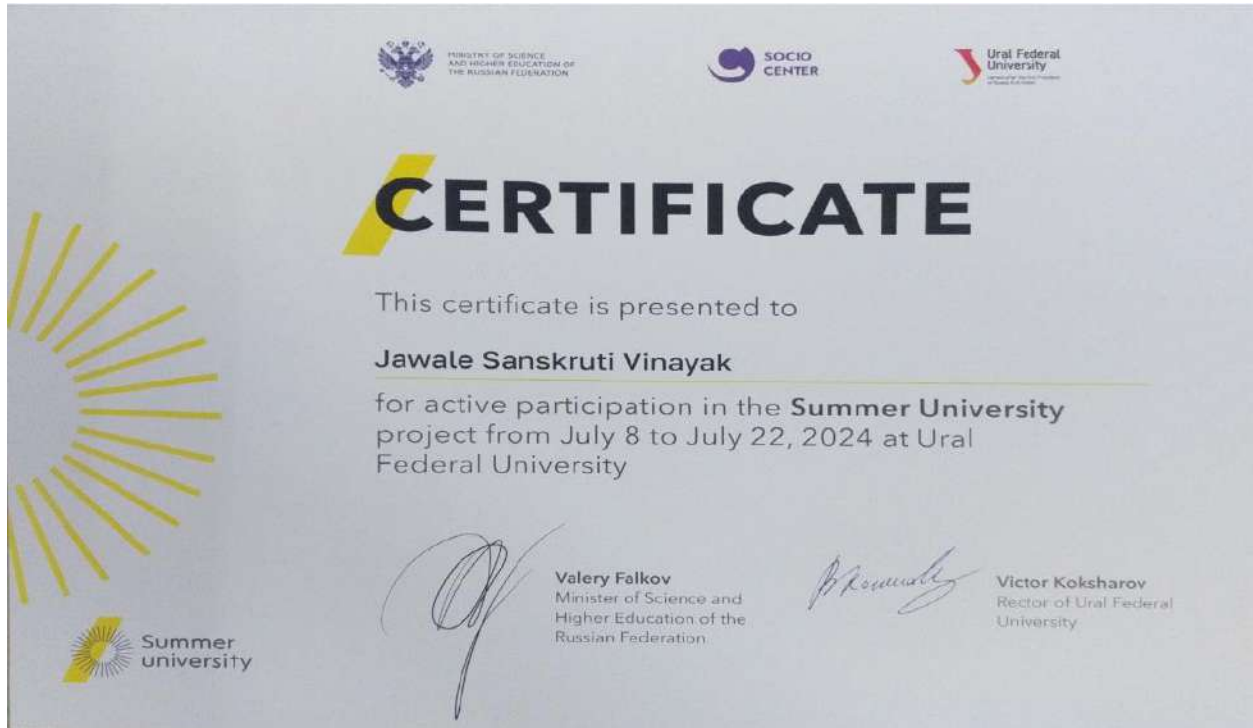 MINISTRY OF SCIENCE
AND HIGHER EDUCATION OF
THE RUSSIAN FEDERATION
SOCIO
CENTER
Ural Federal
University
CERTIFICATE
This certificate is presented to
Jawale Sanskruti Vinayak
for active participation in the Summer University
project from July 8 to July 22, 2024 at Ural
Federal University
Valery Falkov
Minister of Science and
Higher Education of the
Russian Federation
Victor Koksharov
Rector of Ural Federal
University
Summer
university